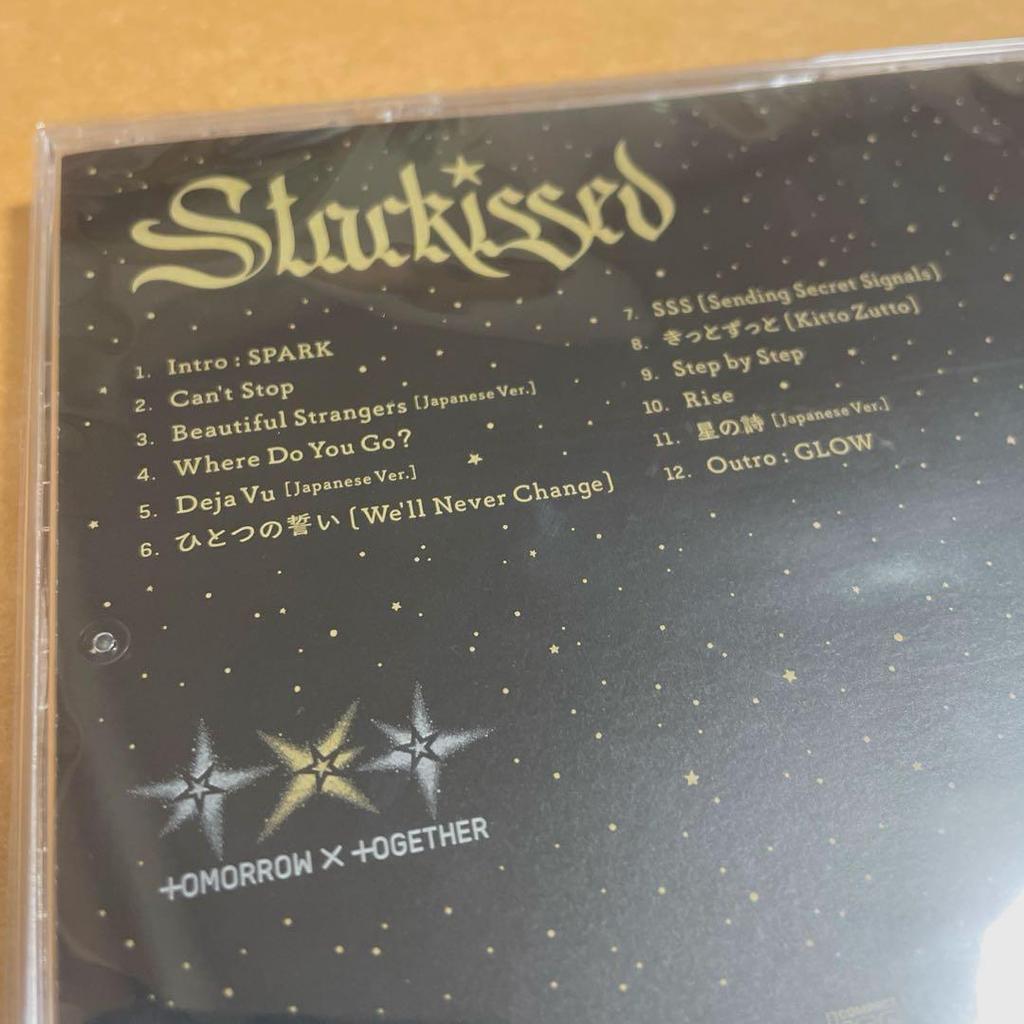 Starkissed
1. Intro : SPARK
2. Can't Stop
3. Beautiful Strangers [Japanese Ver.]
4. Where Do You Go?
5. Deja Vu [Japanese Ver.]
6. ひとつの誓い [We'll Never Change]
7. SSS [Sending Secret Signals]
8. きっとずっと [Kitto Zutto]
9. Step by Step
10. Rise
11. 星の詩 [Japanese Ver.]
12. Outro : GLOW
TOMORROW X TOGETHER